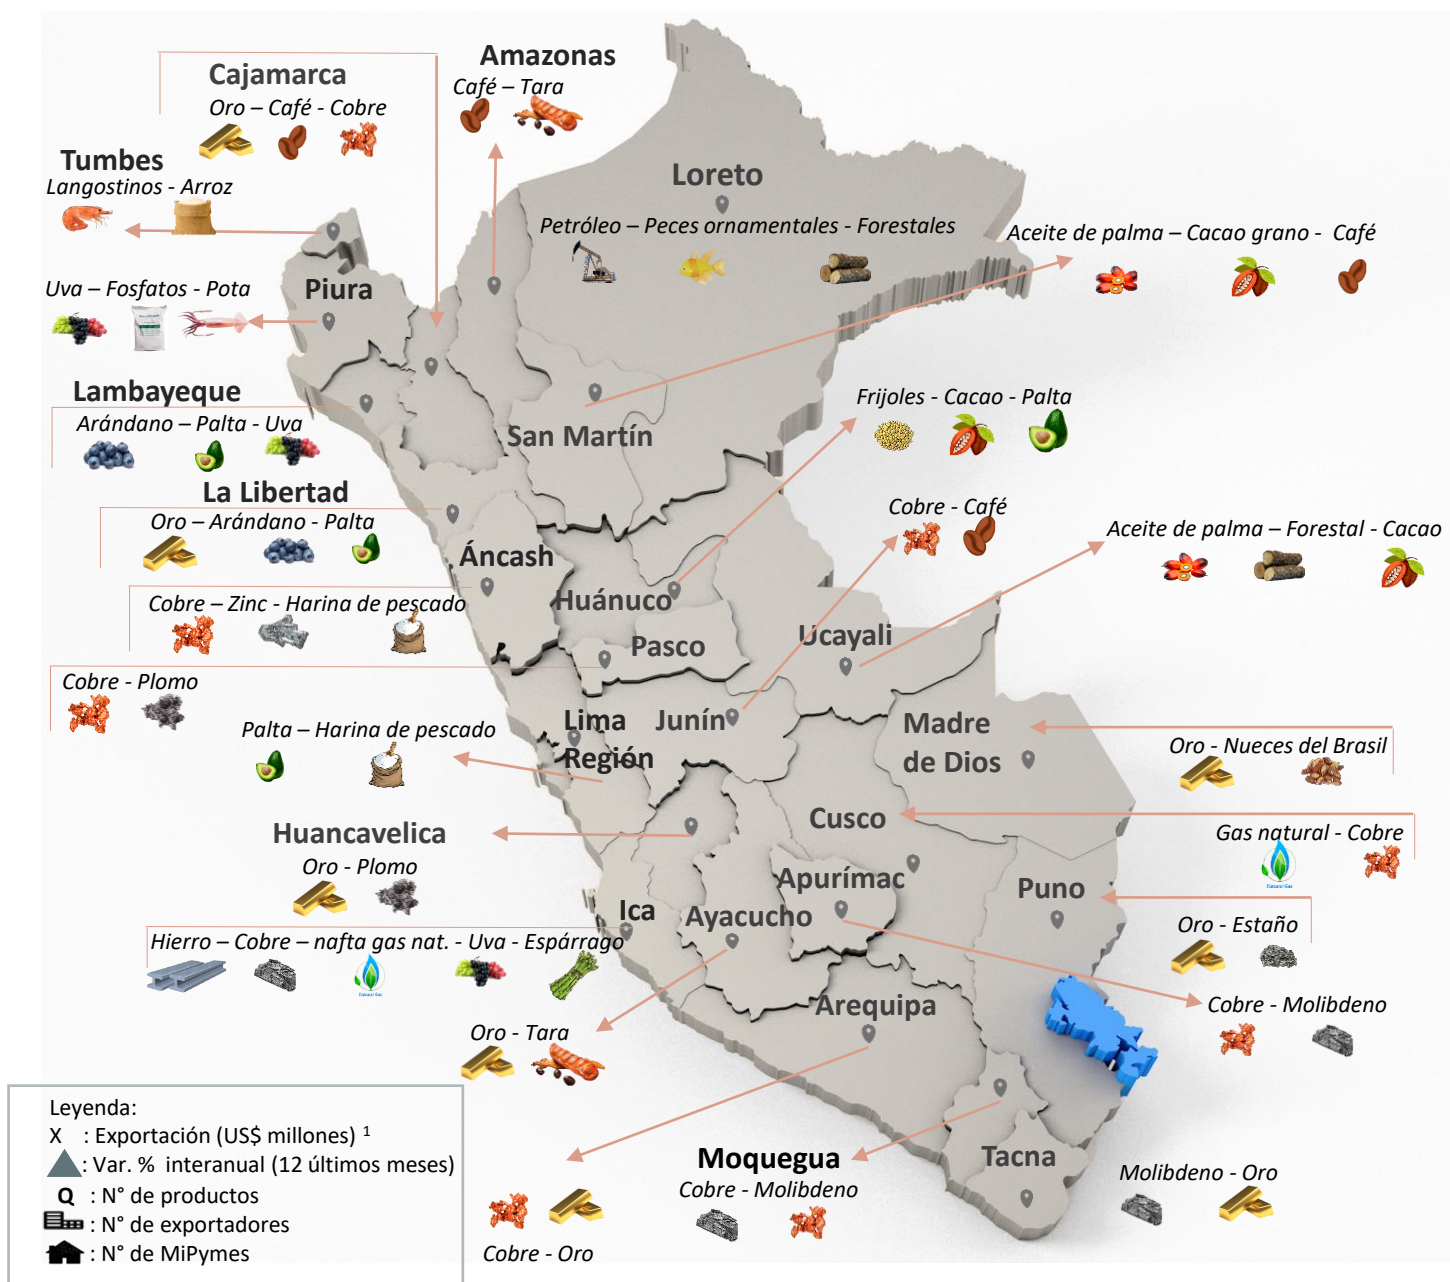 Amazonas
Café – Tara
Cajamarca
Oro – Café - Cobre
Tumbes
Langostinos - Arroz
Loreto
Petróleo – Peces ornamentales - Forestales
Aceite de palma – Cacao grano - Café
Piura
Uva – Fosfatos - Pota
Lambayeque
Arándano – Palta - Uva
San Martín
Frijoles - Cacao - Palta
La Libertad
Oro – Arándano - Palta
Cobre - Café
Aceite de palma – Forestal - Cacao
Áncash
Cobre – Zinc - Harina de pescado
Huánuco
Pasco
Ucayali
Cobre - Plomo
Palta – Harina de pescado
Lima
Región
Junín
Madre
de Dios
Oro - Nueces del Brasil
Huancavelica
Oro - Plomo
Cusco
Gas natural - Cobre
Natural Gas
Apurímac
Puno
Ica
Ayacucho
Oro - Estaño
Hierro – Cobre – nafta gas nat. - Uva - Espárrago
Natural Gas
Arequipa
Cobre - Molibdeno
Oro - Tara
Moquegua
Cobre - Molibdeno
Tacna
Molibdeno - Oro
Cobre - Oro
Leyenda:
X : Exportación (US$ millones) ¹
: Var. % interanual (12 últimos meses)
Q : N° de productos
: N° de exportadores
: N° de MiPymes